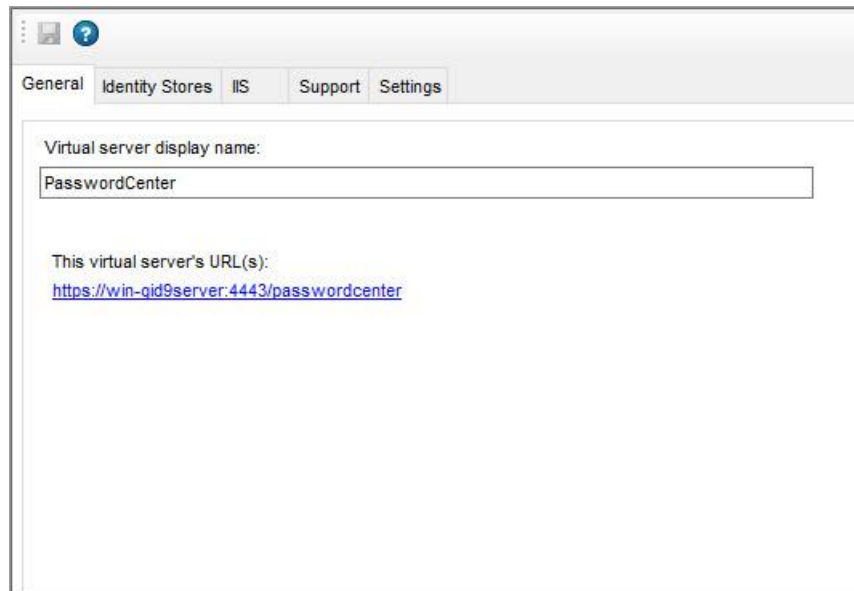 General Identity Stores IIS Support Settings
Virtual server display name:
PasswordCenter
This virtual server's URL(s):
https://win-qid9server:4443/passwordcenter